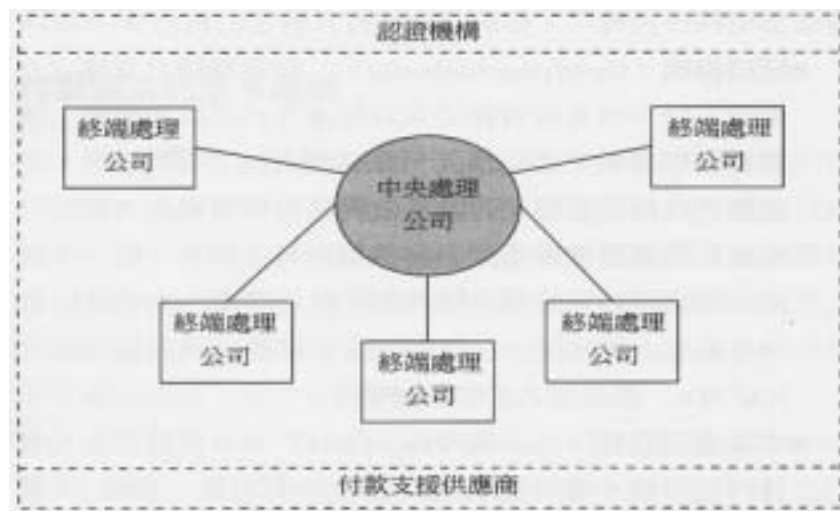 認證機構
終端處理
公司
終端處理
公司
中央處理
公司
終端處理
公司
終端處理
公司
終端處理
公司
付款支援供應商